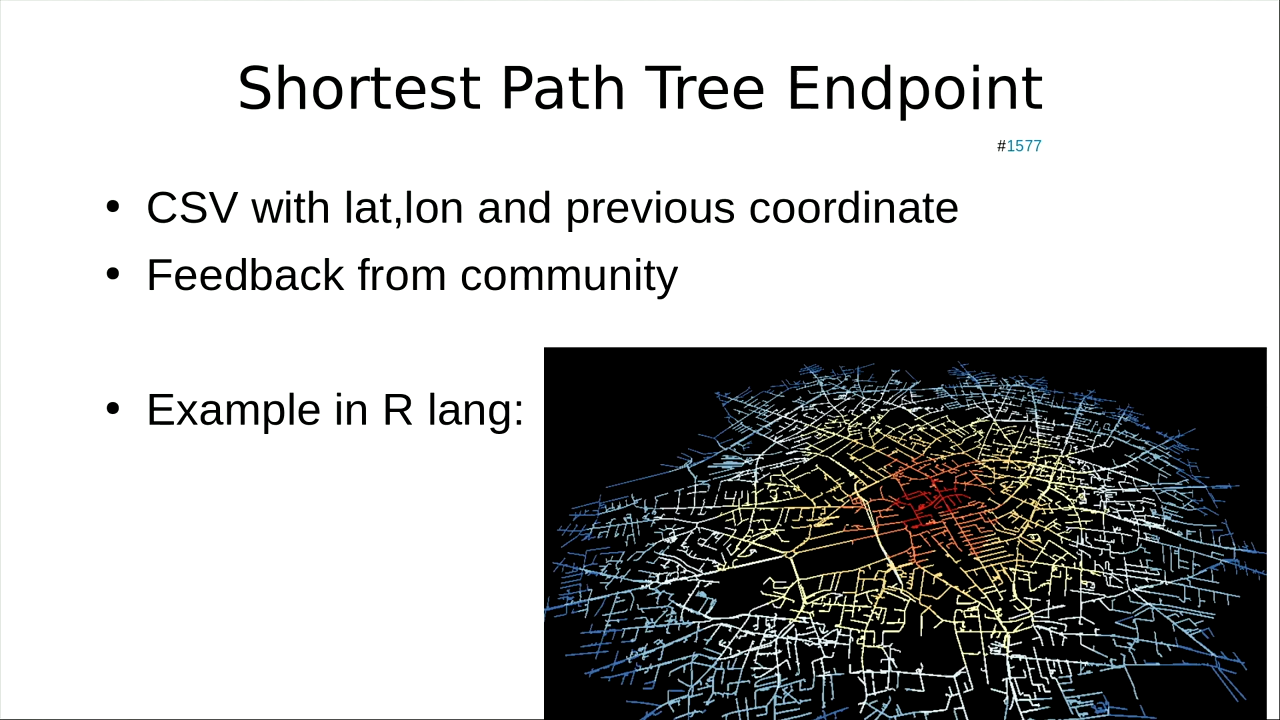 Shortest Path Tree Endpoint
#1577
• CSV with lat,lon and previous coordinate
• Feedback from community
• Example in R lang: